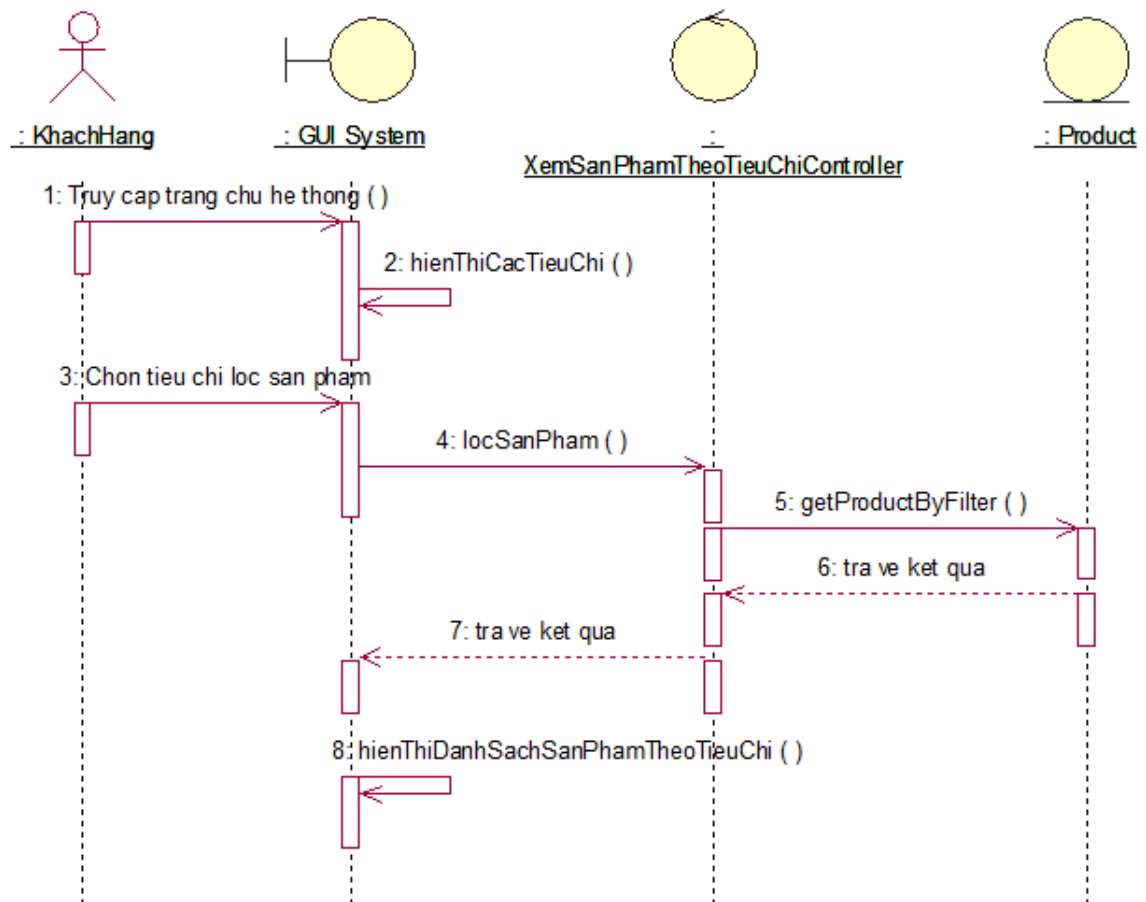 : KhachHang
: GUI System
:
XemSanPhamTheoTieuChiController
: Product
1: Truy cap trang chu he thong ( )
2: hienThiCacTieuChi ( )
3: Chon tieu chi loc san pham
4: locSanPham ( )
5: getProductByFilter ( )
6: tra ve ket qua
7: tra ve ket qua
8: hienThiDanhSachSanPhamTheoTieuChi ( )